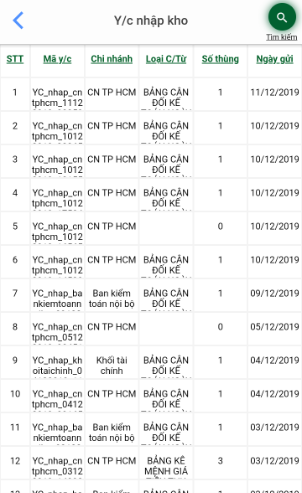 Y/c nhập kho
Tìm kiếm
STT Mã y/c Chi nhánh Loại C/Từ Số thùng Ngày gửi
1 YC_nhap_cn CN TP HCM BẢNG CÂN 1 11/12/2019
tphcm_1112 ĐỐI KẾ
2 YC_nhap_cn CN TP HCM BẢNG CÂN 1 10/12/2019
tphcm_1012 ĐỐI KẾ
3 YC_nhap_cn CN TP HCM BẢNG CÂN 1 10/12/2019
tphcm_1012 ĐỐI KẾ
4 YC_nhap_cn CN TP HCM BẢNG CÂN 1 10/12/2019
tphcm_1012 ĐỐI KẾ
5 YC_nhap_cn CN TP HCM 0 10/12/2019
tphcm_1012
6 YC_nhap_cn CN TP HCM BẢNG CÂN 1 10/12/2019
tphcm_1012 ĐỐI KẾ
7 YC_nhap_ba Ban kiểm BẢNG CÂN 1 09/12/2019
nkiemtoann toán nội bộ ĐỐI KẾ
8 YC_nhap_cn CN TP HCM 0 05/12/2019
tphcm_0512
9 YC_nhap_kh Khối tài BẢNG CÂN 1 04/12/2019
oitaichinh_0 chính ĐỐI KẾ
10 YC_nhap_cn CN TP HCM BẢNG CÂN 1 04/12/2019
tphcm_0412 ĐỐI KẾ
11 YC_nhap_ba Ban kiểm BẢNG CÂN 1 03/12/2019
nkiemtoann toán nội bộ ĐỐI KẾ
12 YC_nhap_cn CN TP HCM BẢNG KÊ 3 03/12/2019
tphcm_0312 MỆNH GIÁ